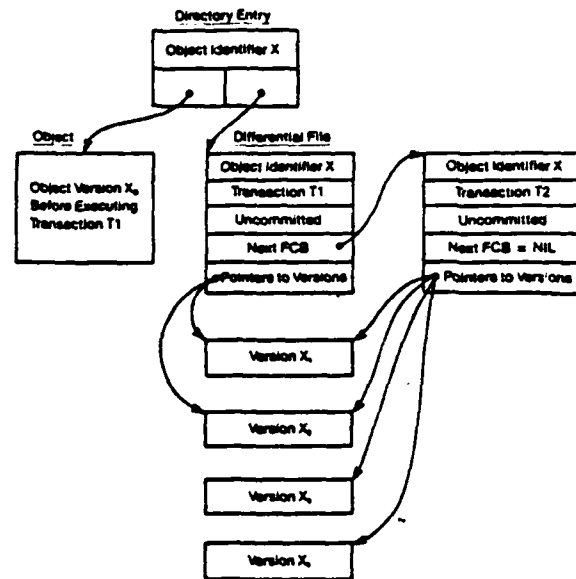 Directory Entry
Object Identifier X
Object
Object Version X₀
Before Executing
Transaction T1
Differential File
Object Identifier X
Transaction T1
Uncommitted
Next FCB
Pointers to Versions
Object Identifier X
Transaction T2
Uncommitted
Next FCB = NIL
Pointers to Versions
Version X
Version X
Version X
Version X